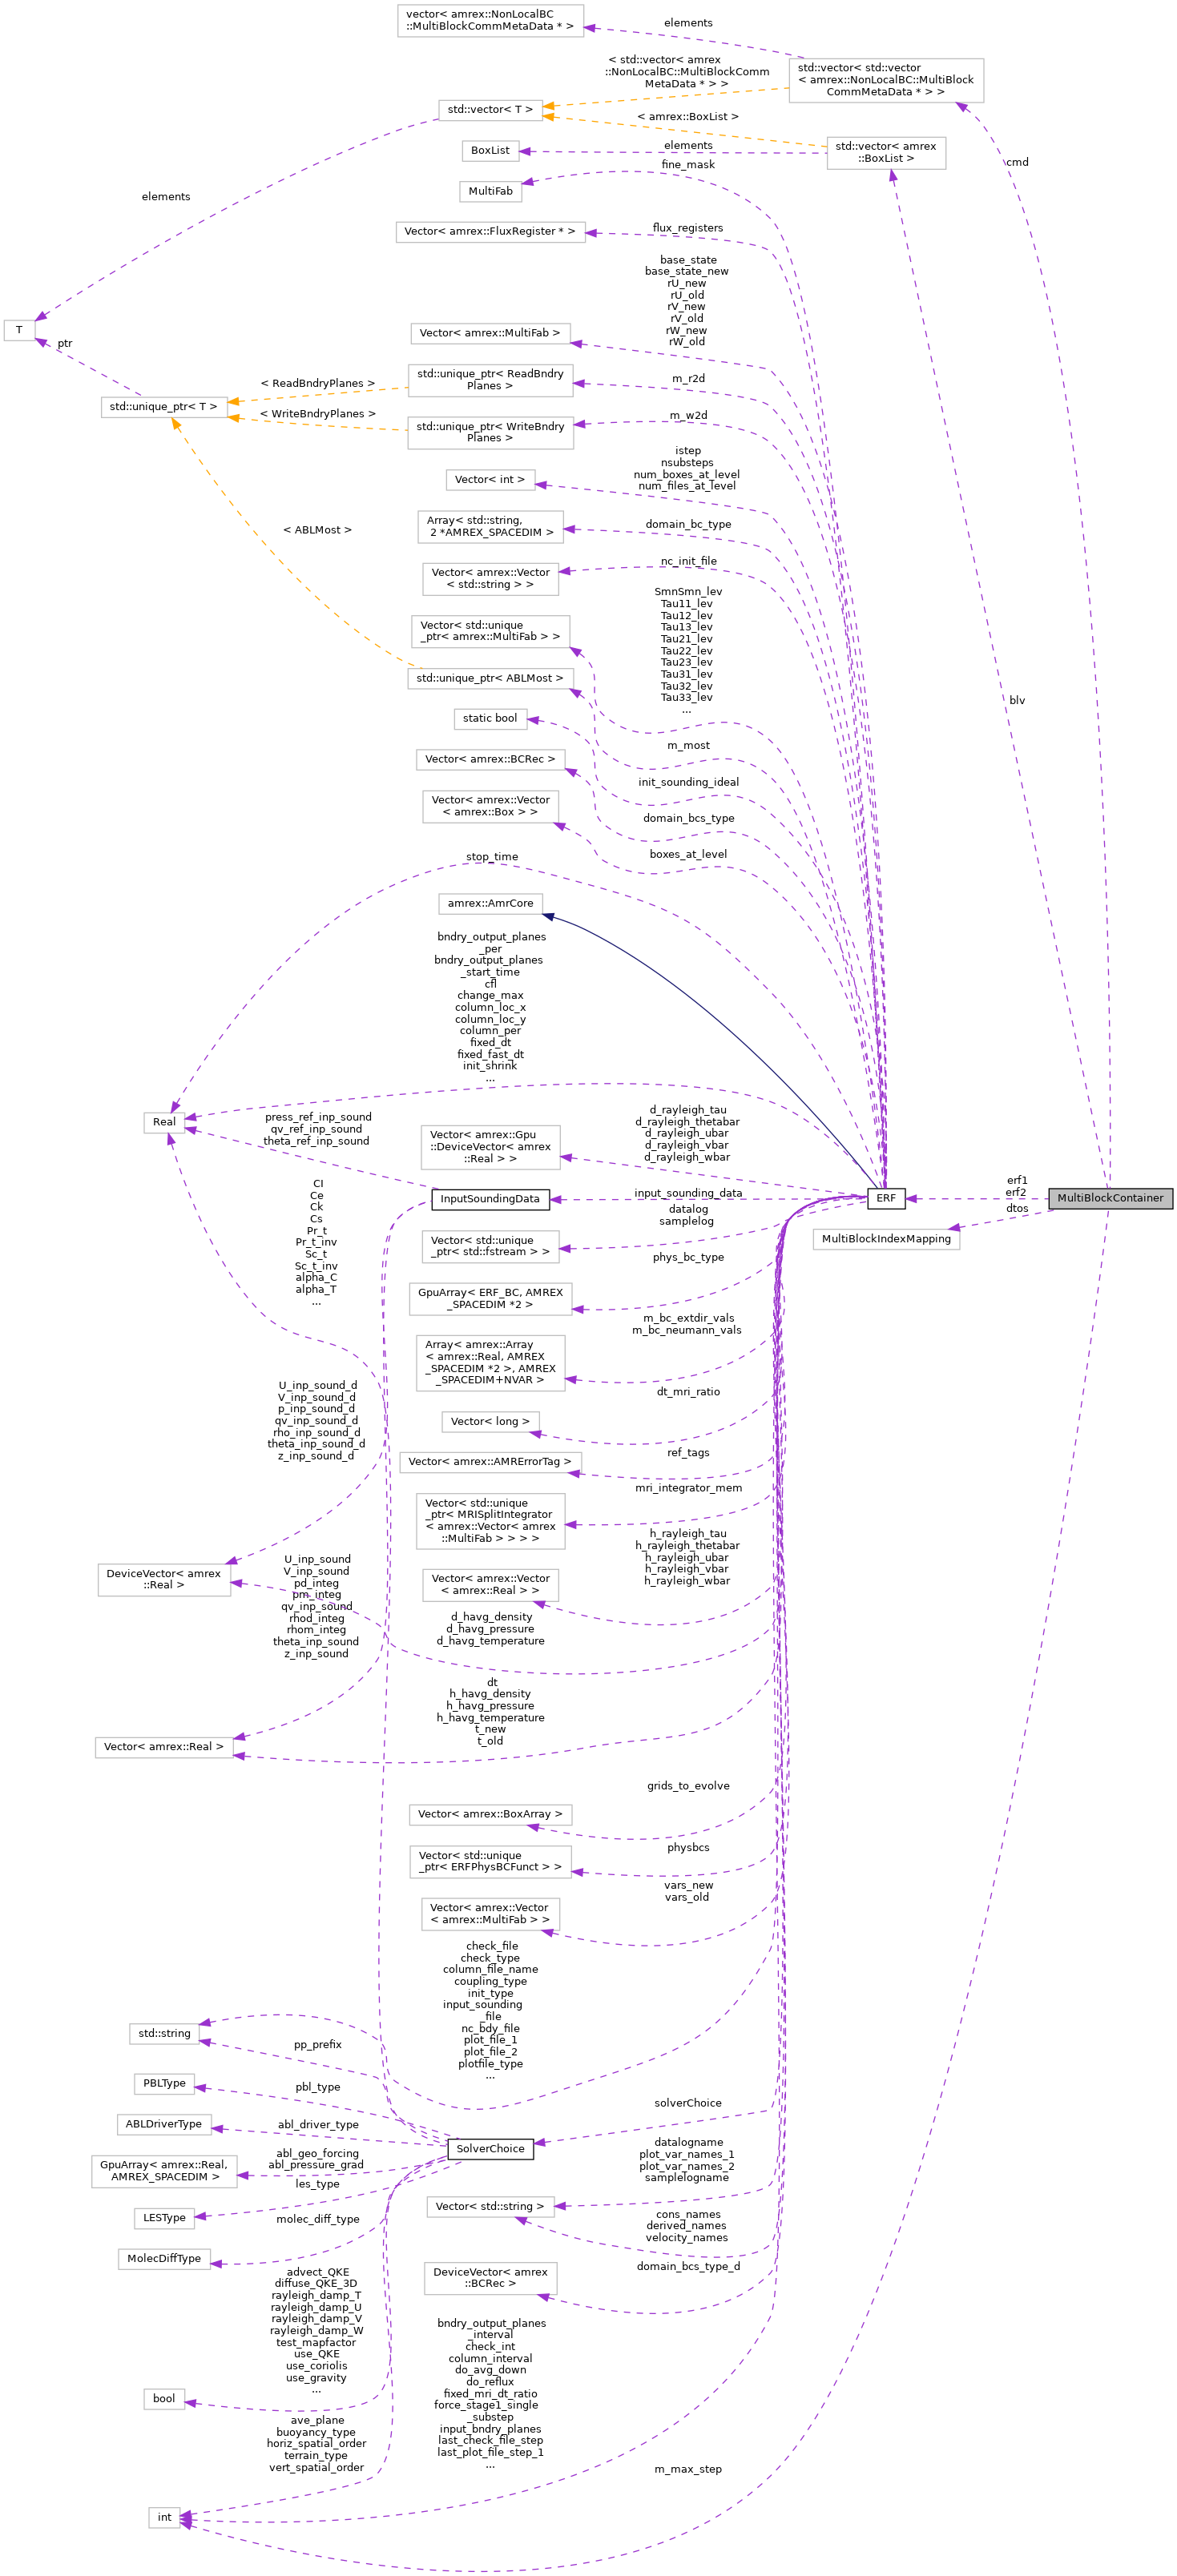 vector< amrex::NonLocalBC
::MultiBlockCommMetaData * >
elements
std::vector< std::vector
< amrex::NonLocalBC::MultiBlock
CommMetaData * > >
< std::vector< amrex
::NonLocalBC::MultiBlockComm
MetaData * > >
std::vector< T >
< amrex::BoxList >
std::vector< amrex
::BoxList >
BoxList
elements
cmd
MultiFab
fine_mask
elements
Vector< amrex::FluxRegister * >
flux_registers
base_state
base_state_new
rU_new
rU_old
rV_new
rV_old
rW_new
rW_old
Vector< amrex::MultiFab >
T
ptr
std::unique_ptr< T >
< ReadBndryPlanes >
std::unique_ptr< ReadBndry
Planes >
m_r2d
< WriteBndryPlanes >
std::unique_ptr< WriteBndry
Planes >
m_w2d
istep
nsubsteps
num_boxes_at_level
num_files_at_level
Vector< int >
Array< std::string,
2 *AMREX_SPACEDIM >
domain_bc_type
< ABLMost >
Vector< amrex::Vector
< std::string > >
nc_init_file
SmnSmn_lev
Tau11_lev
Tau12_lev
Tau13_lev
Tau21_lev
Tau22_lev
Tau23_lev
Tau31_lev
Tau32_lev
Tau33_lev
...
Vector< std::unique
_ptr< amrex::MultiFab > >
std::unique_ptr< ABLMost >
blv
static bool
m_most
Vector< amrex::BCRec >
init_sounding_ideal
Vector< amrex::Vector
< amrex::Box > >
domain_bcs_type
boxes_at_level
stop_time
amrex::AmrCore
bndry_output_planes
_per
bndry_output_planes
_start_time
cfl
change_max
column_loc_x
column_loc_y
column_per
fixed_dt
fixed_fast_dt
init_shrink
...
Real
press_ref_inp_sound
qv_ref_inp_sound
theta_ref_inp_sound
Vector< amrex::Gpu
::DeviceVector< amrex
::Real > >
d_rayleigh_tau
d_rayleigh_thetabar
d_rayleigh_ubar
d_rayleigh_vbar
d_rayleigh_wbar
InputSoundingData
input_sounding_data
ERF
erf1
erf2
MultiBlockContainer
dtos
MultiBlockIndexMapping
CI
Ce
Ck
Cs
Pr_t
Pr_t_inv
Sc_t
Sc_t_inv
alpha_C
alpha_T
...
Vector< std::unique
_ptr< std::fstream > >
datalog
samplelog
GpuArray< ERF_BC, AMREX
_SPACEDIM *2 >
phys_bc_type
Array< amrex::Array
< amrex::Real, AMREX
_SPACEDIM *2 >, AMREX
_SPACEDIM+NVAR >
m_bc_extdir_vals
m_bc_neumann_vals
U_inp_sound_d
V_inp_sound_d
p_inp_sound_d
qv_inp_sound_d
rho_inp_sound_d
theta_inp_sound_d
z_inp_sound_d
Vector< long >
dt_mri_ratio
Vector< amrex::AMRErrorTag >
ref_tags
Vector< std::unique
_ptr< MRISplitIntegrator
< amrex::Vector< amrex
::MultiFab > > > >
mri_integrator_mem
DeviceVector< amrex
::Real >
U_inp_sound
V_inp_sound
pd_integ
pm_integ
qv_inp_sound
rhod_integ
rhom_integ
theta_inp_sound
z_inp_sound
Vector< amrex::Vector
< amrex::Real > >
h_rayleigh_tau
h_rayleigh_thetabar
h_rayleigh_ubar
h_rayleigh_vbar
h_rayleigh_wbar
d_havg_density
d_havg_pressure
d_havg_temperature
dt
h_havg_density
h_havg_pressure
h_havg_temperature
t_new
t_old
Vector< amrex::Real >
Vector< amrex::BoxArray >
grids_to_evolve
Vector< std::unique
_ptr< ERFPhysBCFunct > >
physbcs
Vector< amrex::Vector
< amrex::MultiFab > >
vars_new
vars_old
check_file
check_type
column_file_name
coupling_type
init_type
input_sounding
_file
nc_bdy_file
plot_file_1
plot_file_2
plotfile_type
...
std::string
pp_prefix
PBLType
pbl_type
ABLDriverType
abl_driver_type
SolverChoice
solverChoice
GpuArray< amrex::Real,
AMREX_SPACEDIM >
abl_geo_forcing
abl_pressure_grad
LESType
les_type
MolecDiffType
molec_diff_type
Vector< std::string >
datalogname
plot_var_names_1
plot_var_names_2
samplelogname
cons_names
derived_names
velocity_names
DeviceVector< amrex
::BCRec >
domain_bcs_type_d
advect_QKE
diffuse_QKE_3D
rayleigh_damp_T
rayleigh_damp_U
rayleigh_damp_V
rayleigh_damp_W
test_mapfactor
use_QKE
use_coriolis
use_gravity
...
bool
bndry_output_planes
_interval
check_int
column_interval
do_avg_down
do_reflux
fixed_mri_dt_ratio
force_stage1_single
_substep
input_bndry_planes
last_check_file_step
last_plot_file_step_1
...
ave_plane
buoyancy_type
horiz_spatial_order
terrain_type
vert_spatial_order
int
m_max_step